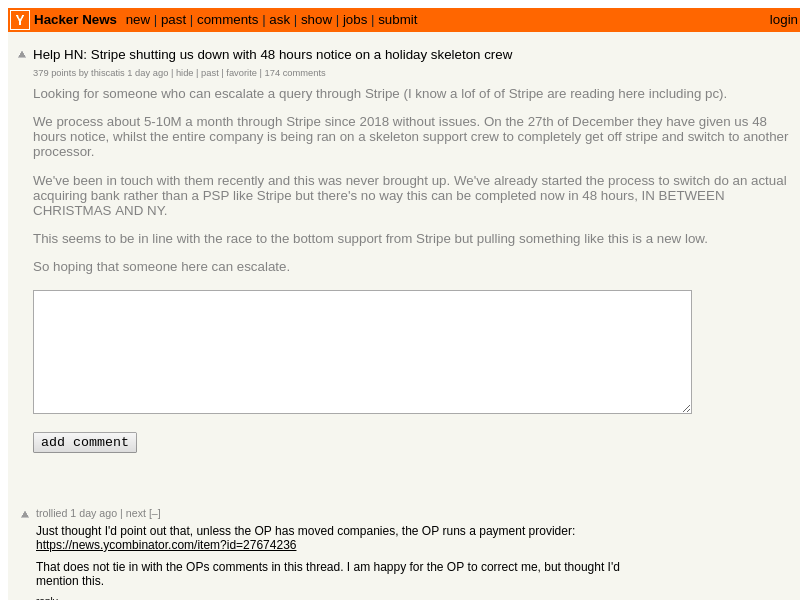 Y Hacker News new | past | comments | ask | show | jobs | submit login
Help HN: Stripe shutting us down with 48 hours notice on a holiday skeleton crew
379 points by thiscatis 1 day ago | hide | past | favorite | 174 comments
Looking for someone who can escalate a query through Stripe (I know a lof of of Stripe are reading here including pc).
We process about 5-10M a month through Stripe since 2018 without issues. On the 27th of December they have given us 48
hours notice, whilst the entire company is being ran on a skeleton support crew to completely get off stripe and switch to another
processor.
We've been in touch with them recently and this was never brought up. We've already started the process to switch do an actual
acquiring bank rather than a PSP like Stripe but there's no way this can be completed now in 48 hours, IN BETWEEN
CHRISTMAS AND NY.
This seems to be in line with the race to the bottom support from Stripe but pulling something like this is a new low.
So hoping that someone here can escalate.
add comment
trollied 1 day ago | next [–]
Just thought I'd point out that, unless the OP has moved companies, the OP runs a payment provider:
https://news.ycombinator.com/item?id=27674236
That does not tie in with the OPs comments in this thread. I am happy for the OP to correct me, but thought I'd
mention this.
reply